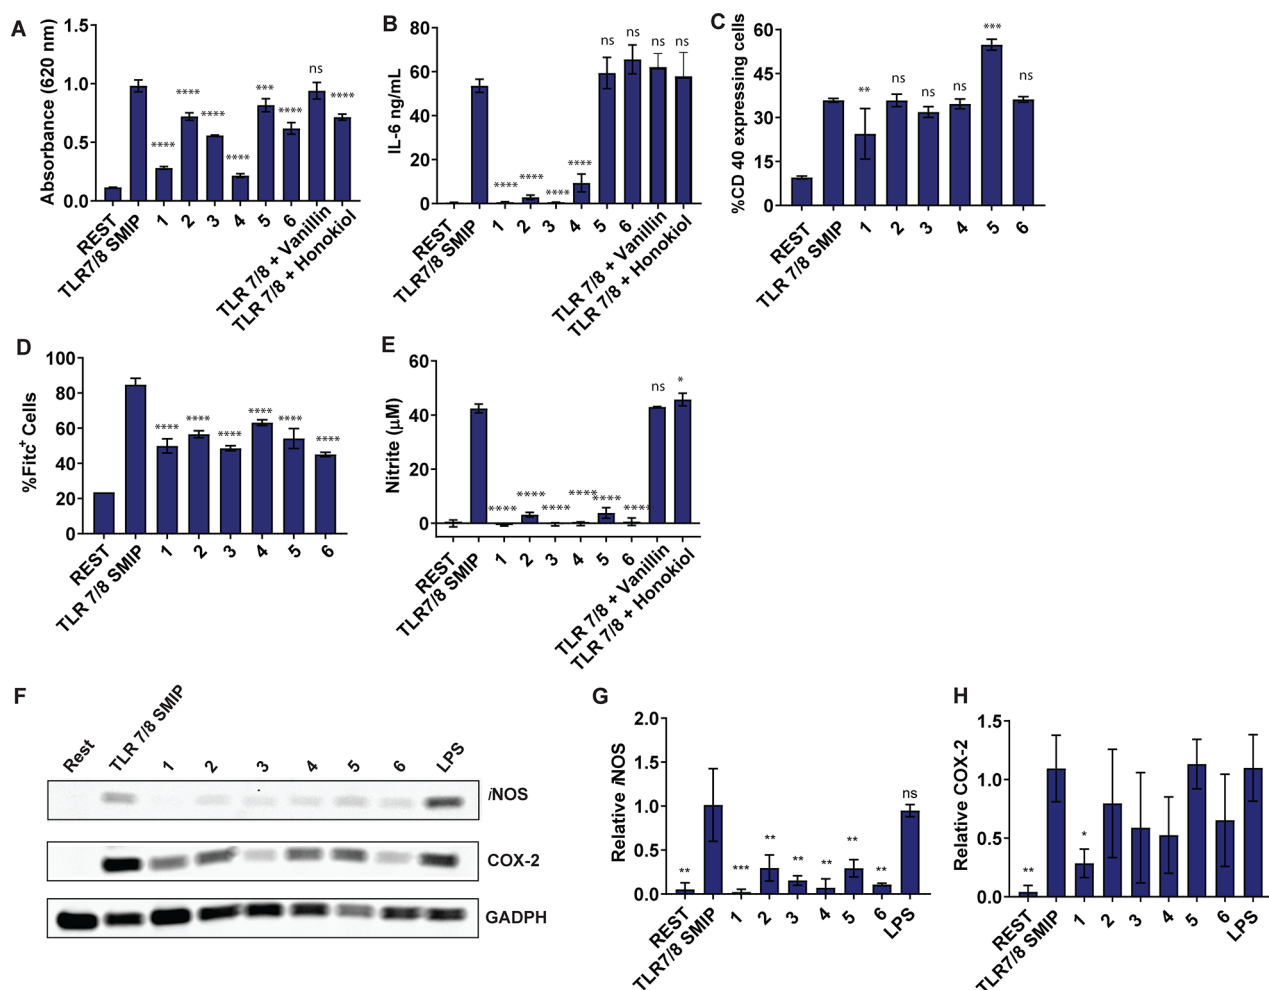 A
Absorbance (620 nm)
1.5
1.0
0.5
0.0
****
****
****
****
***
****
ns
****
REST
TLR7/8 SMIP
1
2
3
4
5
6
TLR 7/8 + Vanillin
TLR 7/8 + Honokiol
B
IL-6 ng/mL
80
60
40
20
0
****
****
****
****
ns
ns
ns
ns
REST
TLR7/8 SMIP
1
2
3
4
5
6
TLR 7/8 + Vanillin
TLR 7/8 + Honokiol
C
%CD 40 expressing cells
60
45
30
15
0
**
ns
ns
ns
***
ns
REST
TLR 7/8 SMIP
1
2
3
4
5
6
D
%Fitc+ Cells
100
80
60
40
20
0
****
****
****
****
****
****
REST
TLR 7/8 SMIP
1
2
3
4
5
6
E
Nitrite (μM)
60
40
20
0
****
****
****
****
****
****
ns
*
REST
TLR7/8 SMIP
1
2
3
4
5
6
TLR 7/8 + Vanillin
TLR 7/8 + Honokiol
F
Rest
TLR 7/8 SMIP
1
2
3
4
5
6
LPS
iNOS
COX-2
GADPH
G
Relative iNOS
2.0
1.5
1.0
0.5
0.0
**
***
**
**
**
**
**
ns
REST
TLR7/8 SMIP
1
2
3
4
5
6
LPS
H
Relative COX-2
1.5
1.0
0.5
0.0
**
*
REST
TLR7/8 SMIP
1
2
3
4
5
6
LPS